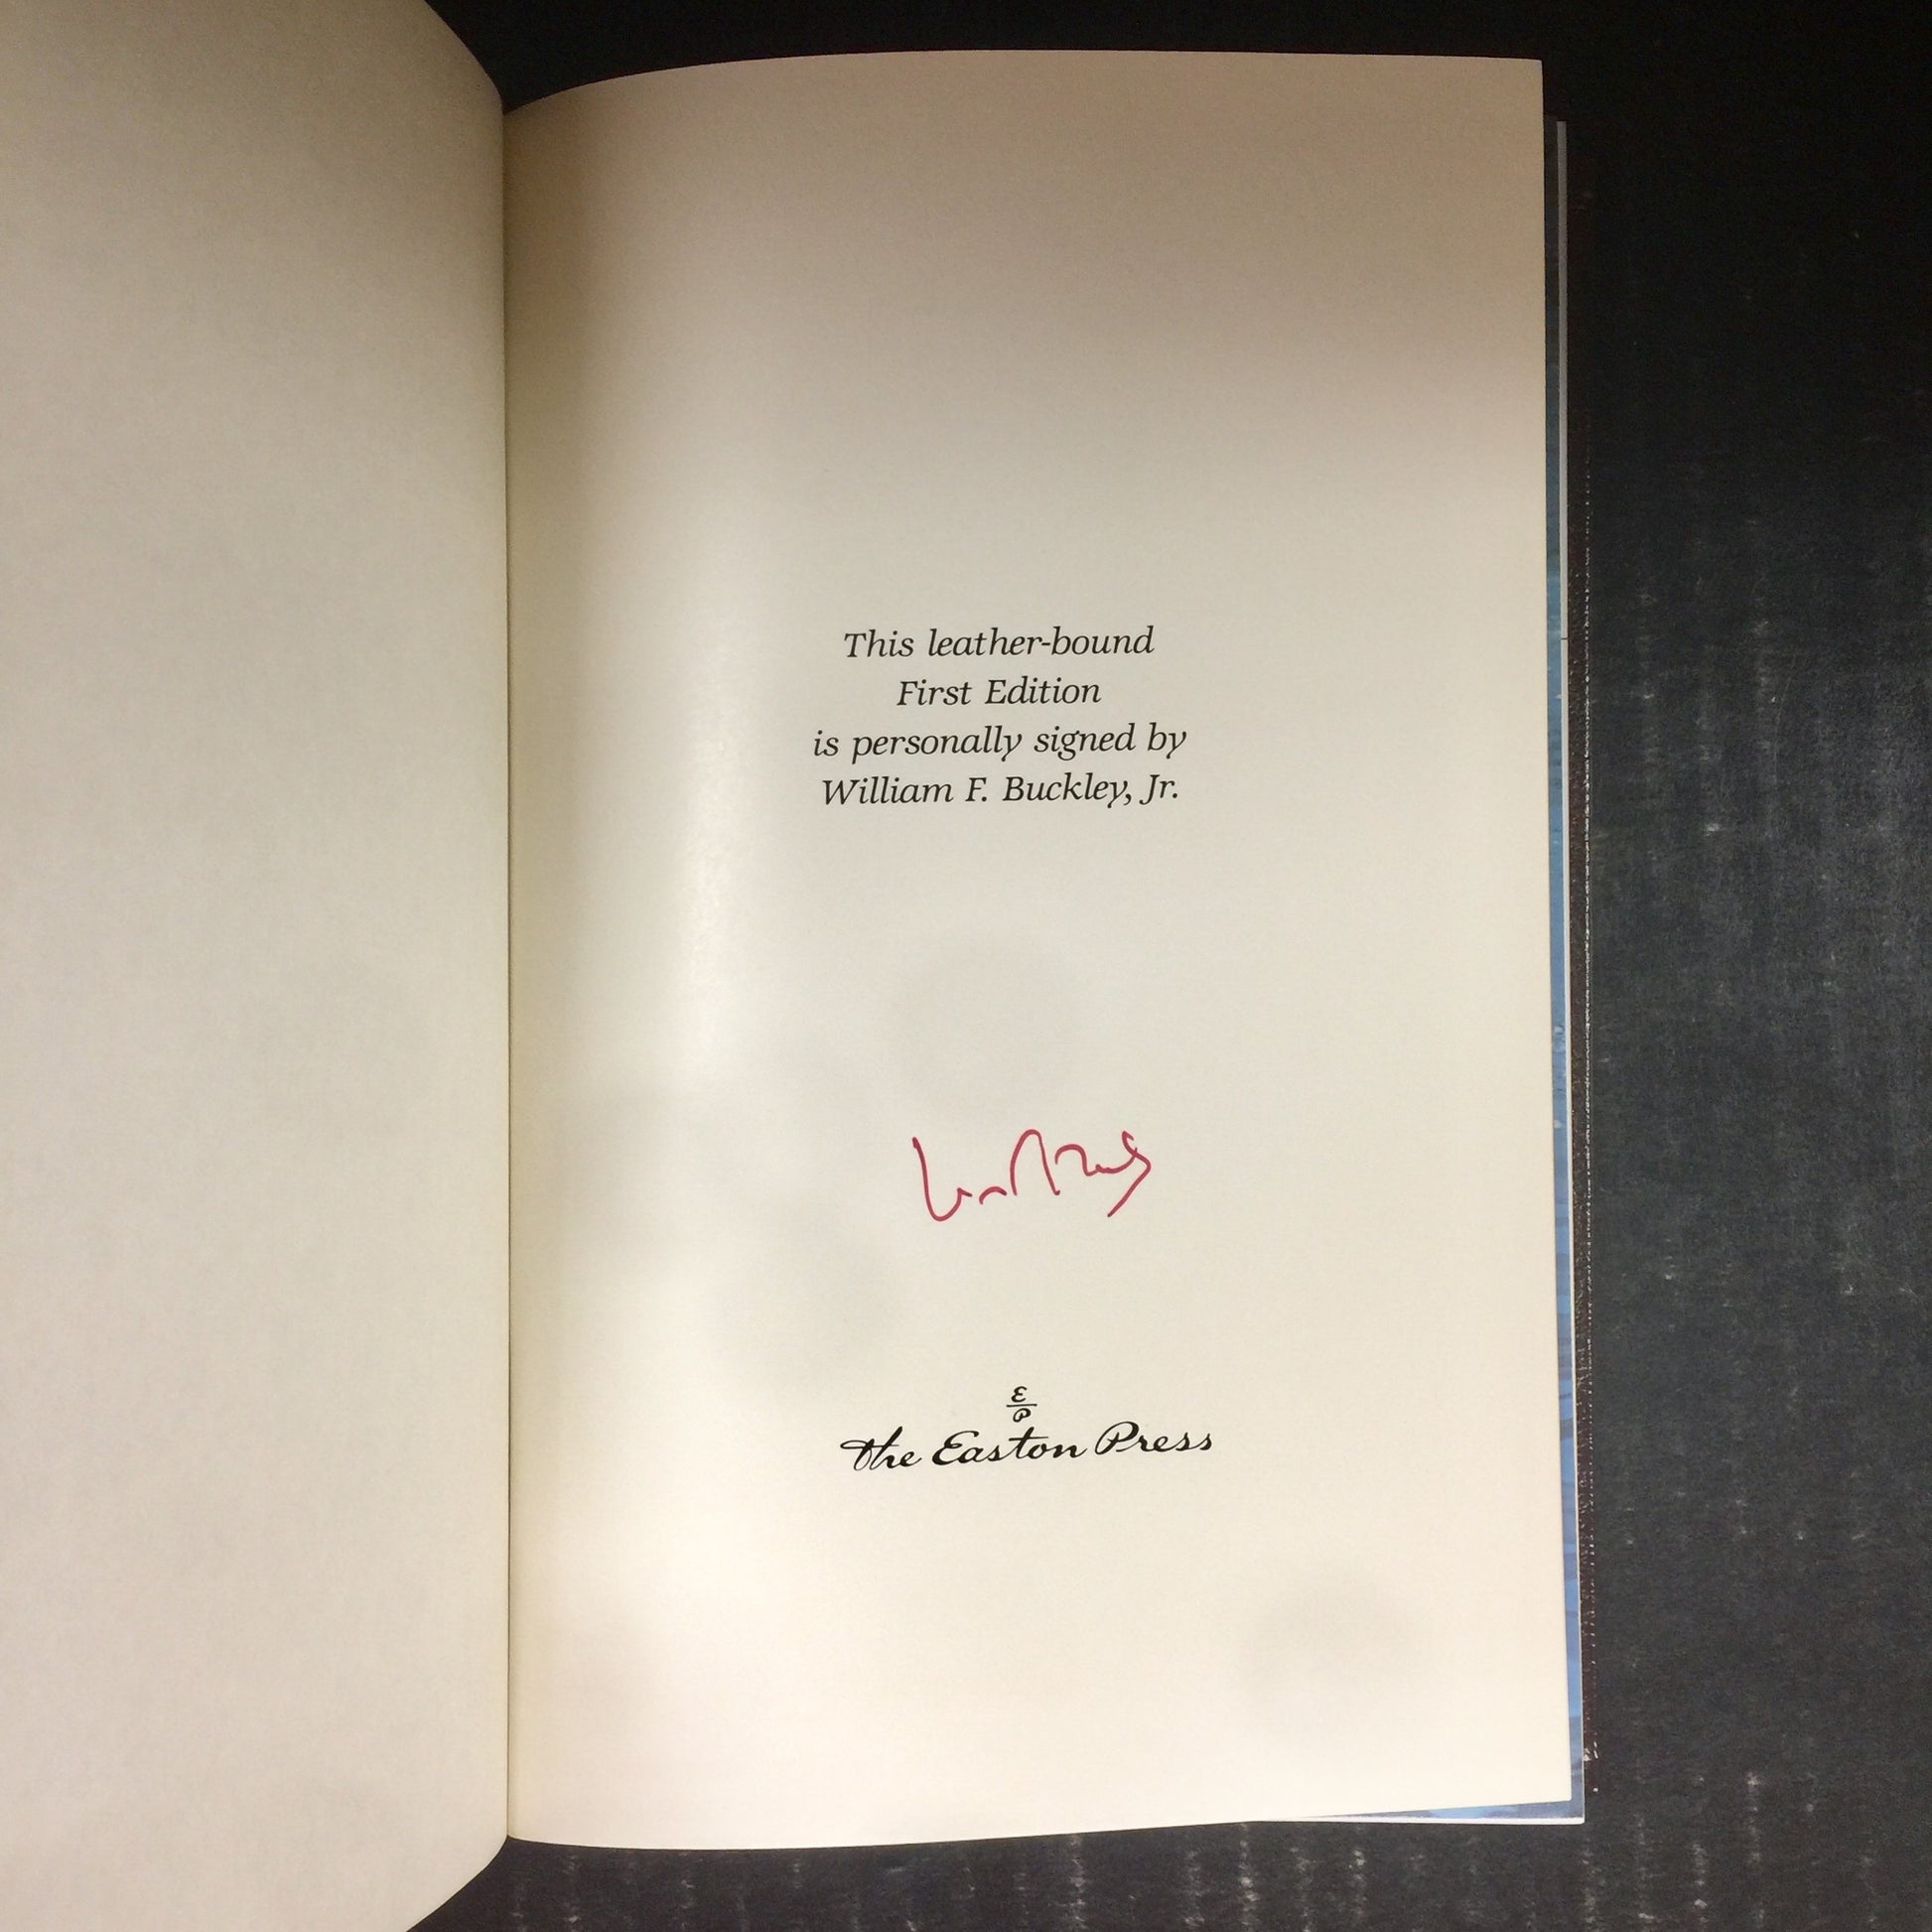 This leather-bound
First Edition
is personally signed by
William F. Buckley, Jr.
E
P
The Easton Press